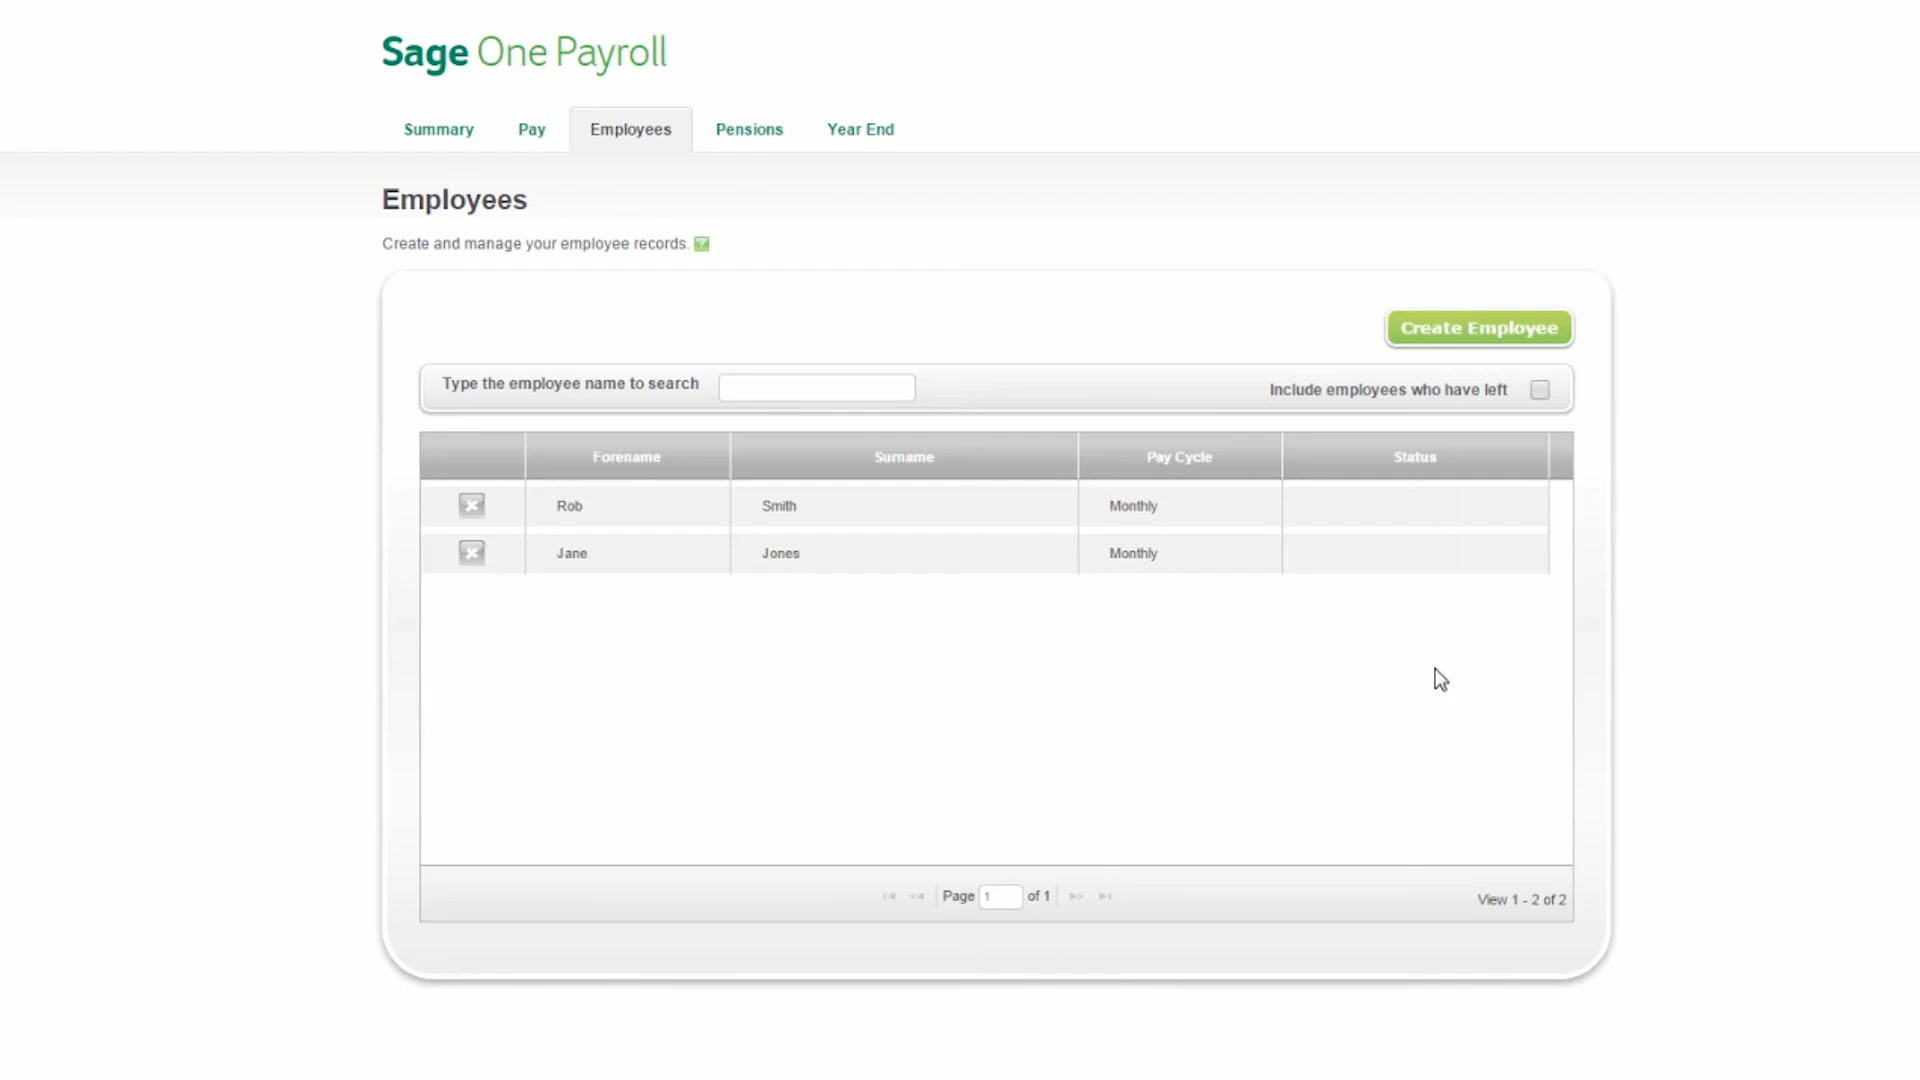 Sage One Payroll
Summary Pay Employees Pensions Year End
Employees
Create and manage your employee records. ?
Create Employee
Type the employee name to search Include employees who have left
Forename Surname Pay Cycle Status
Rob Smith Monthly
Jane Jones Monthly
Page 1 of 1 View 1 - 2 of 2